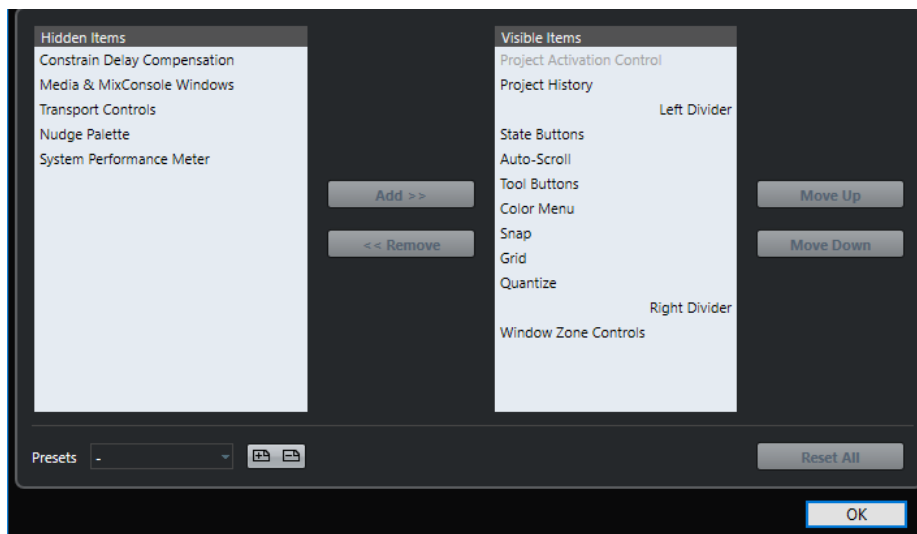 Hidden Items
Constrain Delay Compensation
Media & MixConsole Windows
Transport Controls
Nudge Palette
System Performance Meter
Add >>
<< Remove
Visible Items
Project Activation Control
Project History
Left Divider
State Buttons
Auto-Scroll
Tool Buttons
Color Menu
Snap
Grid
Quantize
Right Divider
Window Zone Controls
Move Up
Move Down
Presets -
Reset All
OK